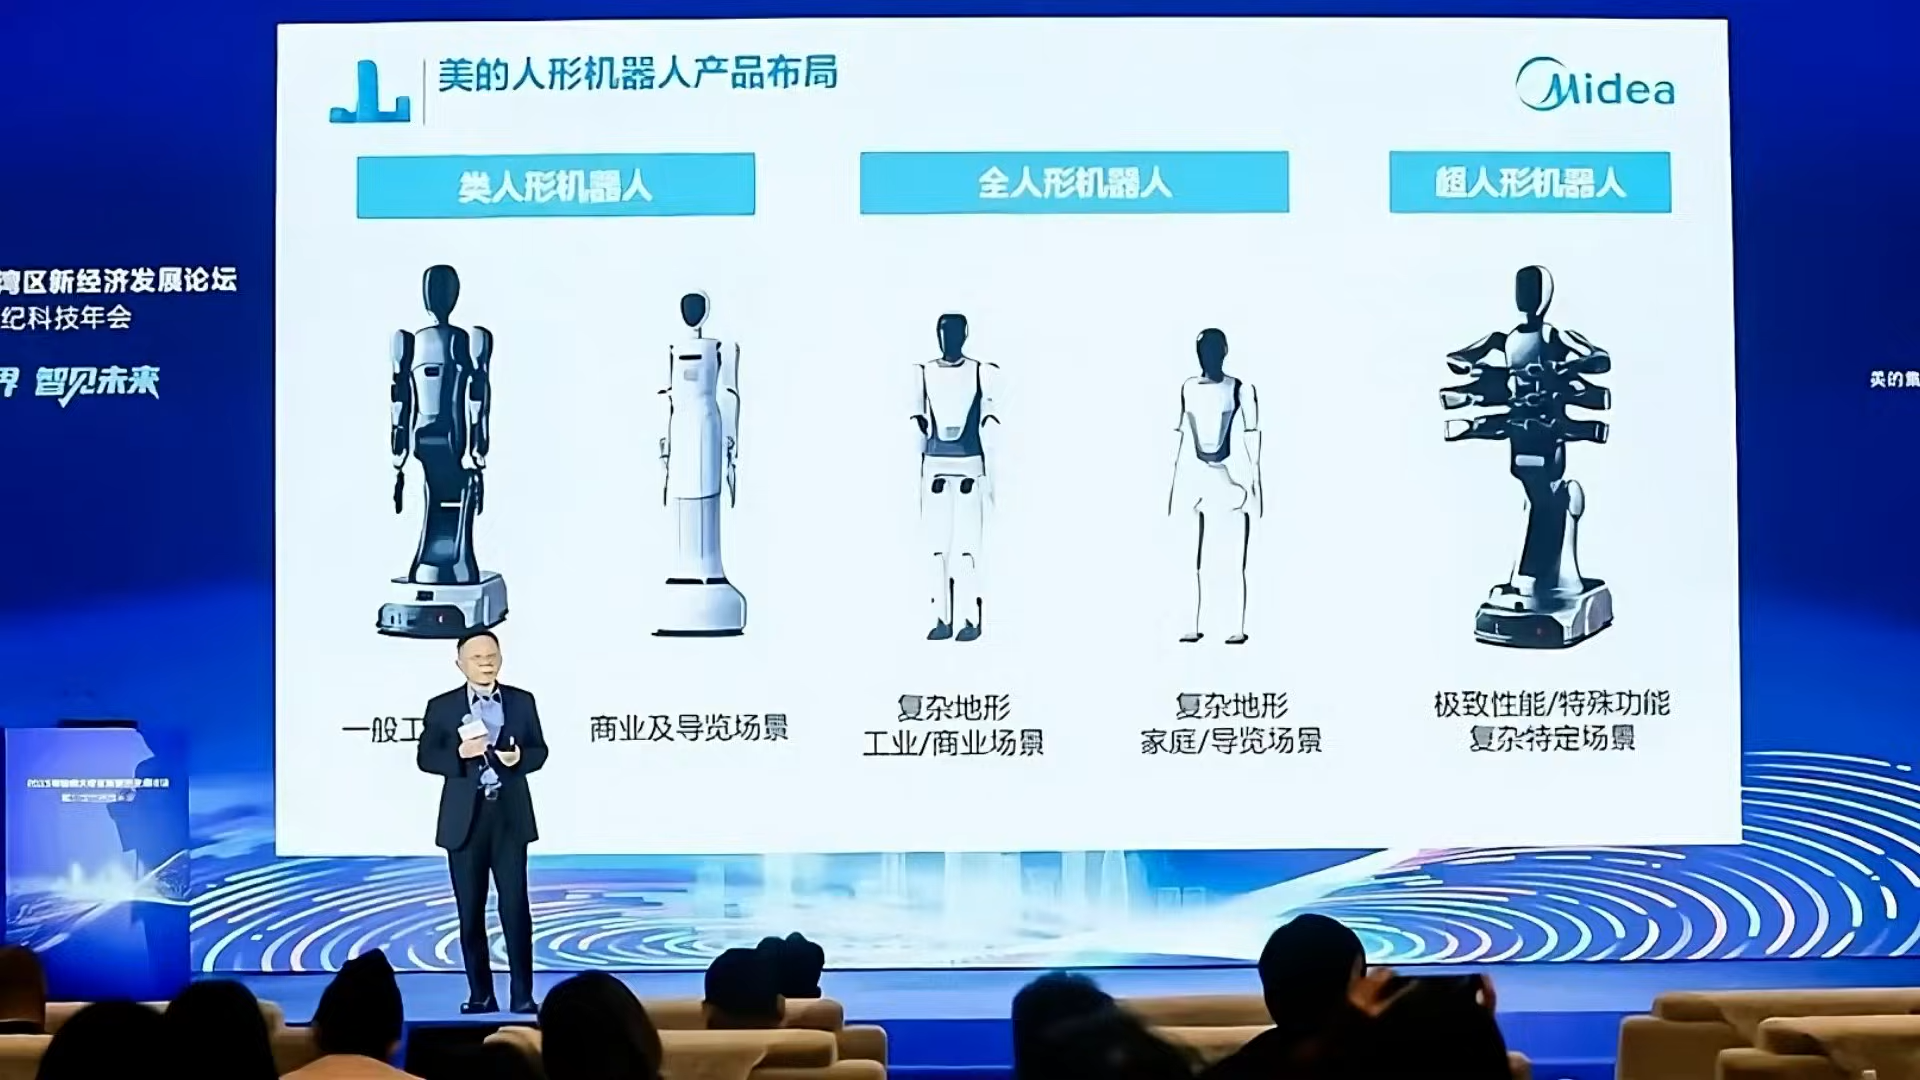 美的人形机器人产品布局
Midea
类人形机器人
全人形机器人
超人形机器人
湾区新经济发展论坛
纪科技年会
界 智见未来
美的集
一般工
商业及导览场景
复杂地形
工业/商业场景
复杂地形
家庭/导览场景
极致性能/特殊功能
复杂特定场景